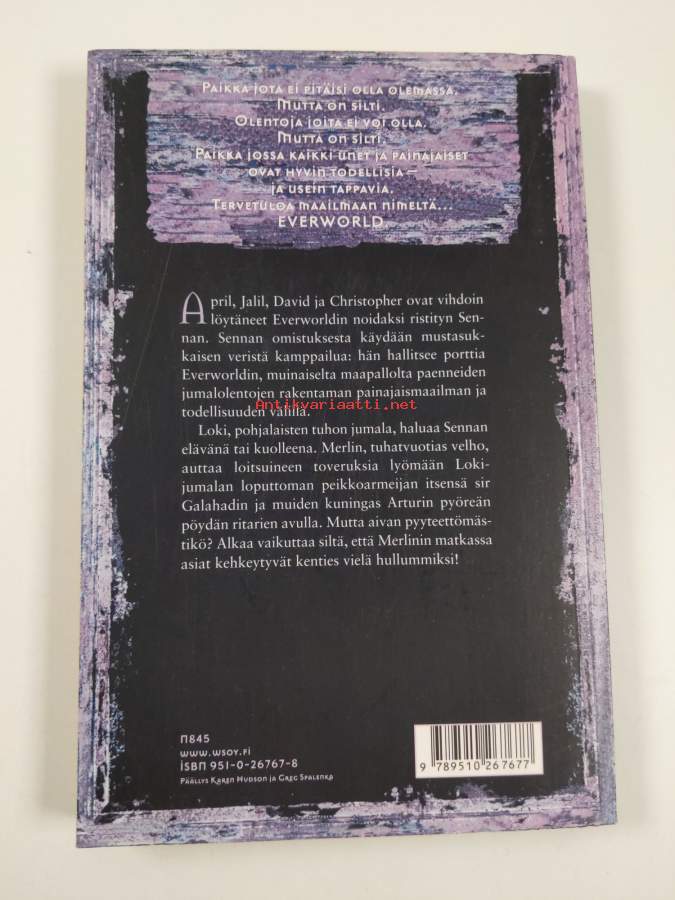 Paikka jota ei pitäisi olla olemassa.
Mutta on silti.
Olentoja joita ei voi olla.
Mutta on silti.
Paikka jossa kaikki unet ja painajaiset
ovat hyvin todellisia –
ja usein tappavia.
Tervetuloa maailmaan nimeltä...
EVERWORLD.
April, Jalil, David ja Christopher ovat vihdoin
löytäneet Everworldin noidaksi ristityn Sen-
nan. Sennan omistuksesta käydään mustasuk-
kaisen veristä kamppailua: hän hallitsee porttia
Everworldin, muinaiselta maapallolta paenneiden
jumalolentojen rakentaman painajaismaailman ja
todellisuuden välillä.
Antikvariaatti.net
Loki, pohjalaisten tuhon jumala, haluaa Sennan
elävänä tai kuolleena. Merlin, tuhatvuotias velho,
auttaa loitsuineen toveruksia lyömään Loki-
jumalan loputtoman peikkoarmeijan itsensä sir
Galahadin ja muiden kuningas Arturin pyöreän
pöydän ritarien avulla. Mutta aivan pyyteettömäs-
tikö? Alkaa vaikuttaa siltä, että Merlinin matkassa
asiat kehkeytyvät kenties vielä hullummiksi!
N845
www.wsoy.fi
ISBN 951-0-26767-8
Päällys Karen Hudson ja Greg Spalenka
9 789510 267677